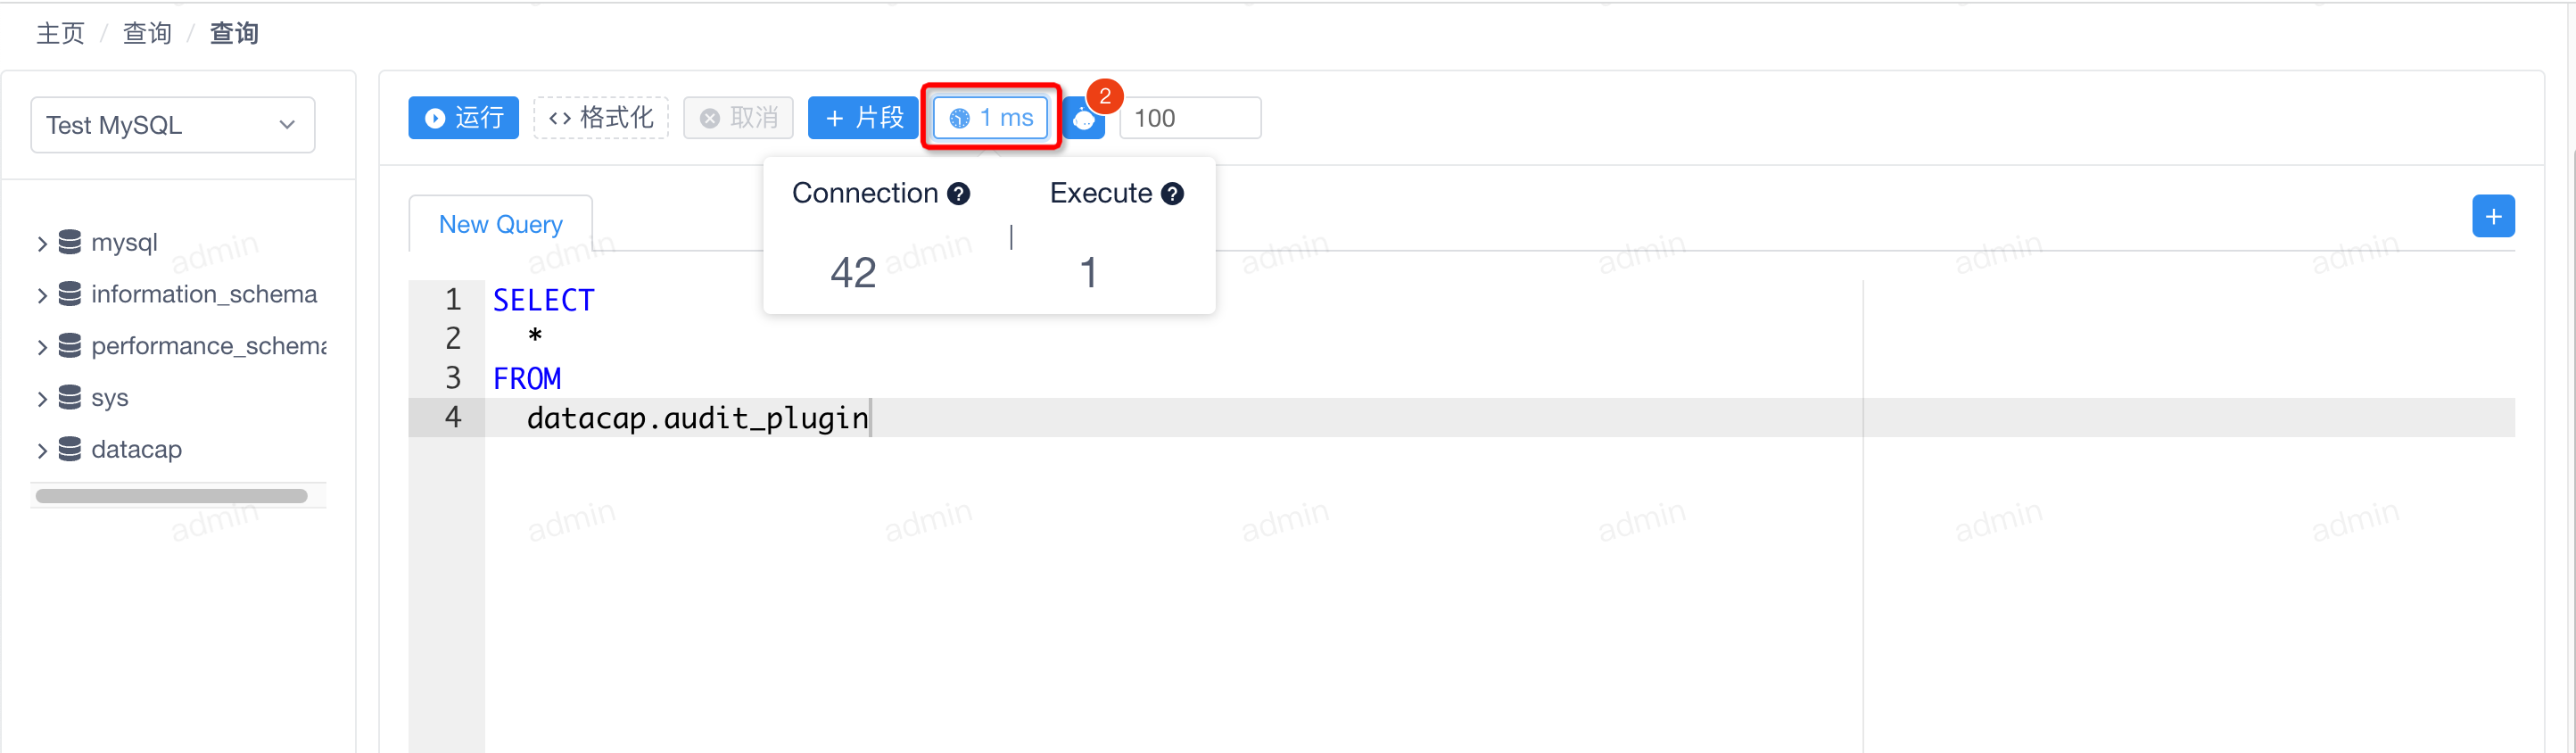 主页 / 查询 / 查询
Test MySQL
运行 <> 格式化 取消 + 片段 1 ms 2 100
Connection ? Execute ?
42 | 1
New Query +
mysql
information_schema
performance_schema
sys
datacap
1 SELECT
2 *
3 FROM
4 datacap.audit_plugin
admin admin admin admin admin admin admin
admin admin admin admin admin admin admin